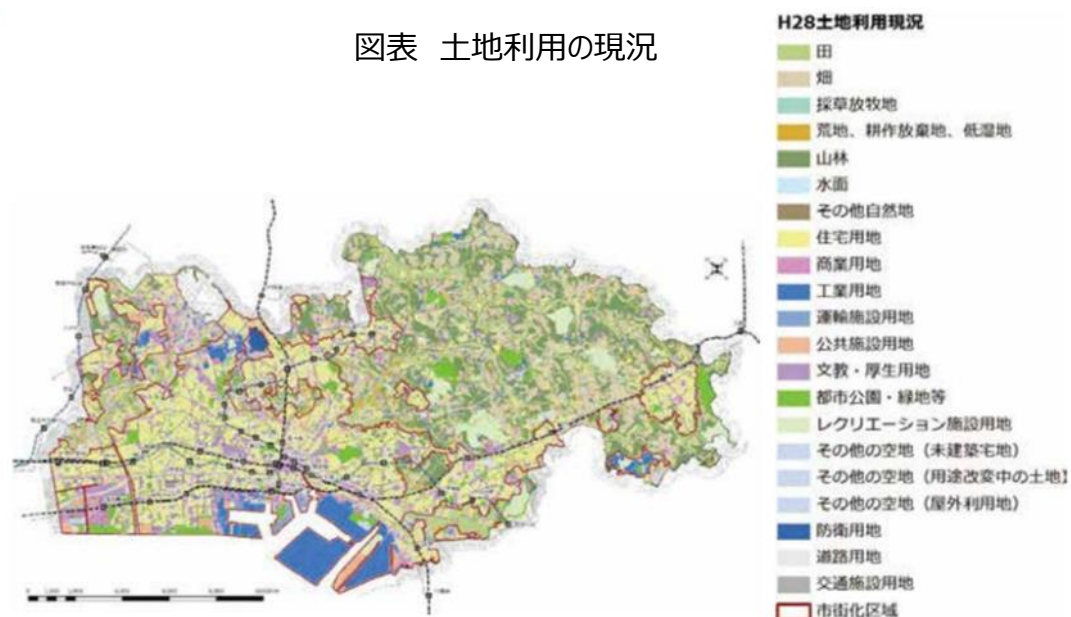 図表 土地利用の現況
H28土地利用現況
田
畑
採草放牧地
荒地、耕作放棄地、低湿地
山林
水面
その他自然地
住宅用地
商業用地
工業用地
運輸施設用地
公共施設用地
文教・厚生用地
都市公園・緑地等
レクリエーション施設用地
その他の空地(未建築宅地)
その他の空地(用途改変中の土地)
その他の空地(屋外利用地)
防衛用地
道路用地
交通施設用地
市街化区域